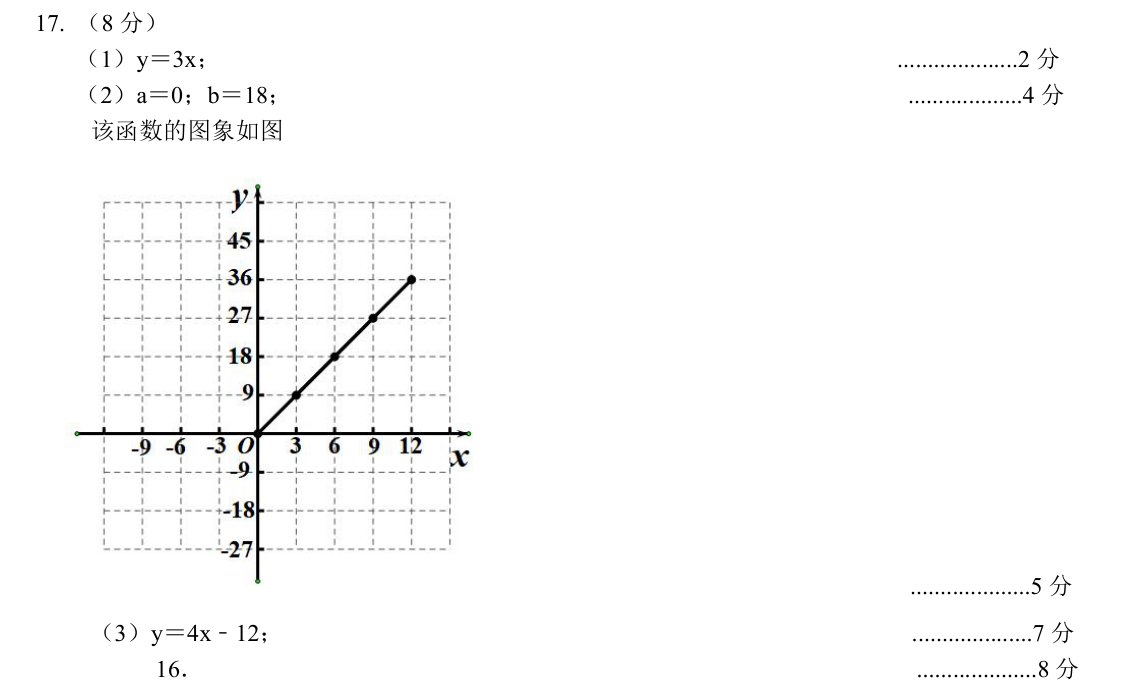 17. （8 分）
（1）y＝3x； ....................2 分
（2）a＝0；b＝18； ...................4 分
该函数的图象如图
y
45
36
27
18
9
-9 -6 -3 O 3 6 9 12
x
-9
-18
-27
....................5 分
（3）y＝4x﹣12； ....................7 分
16. ....................8 分